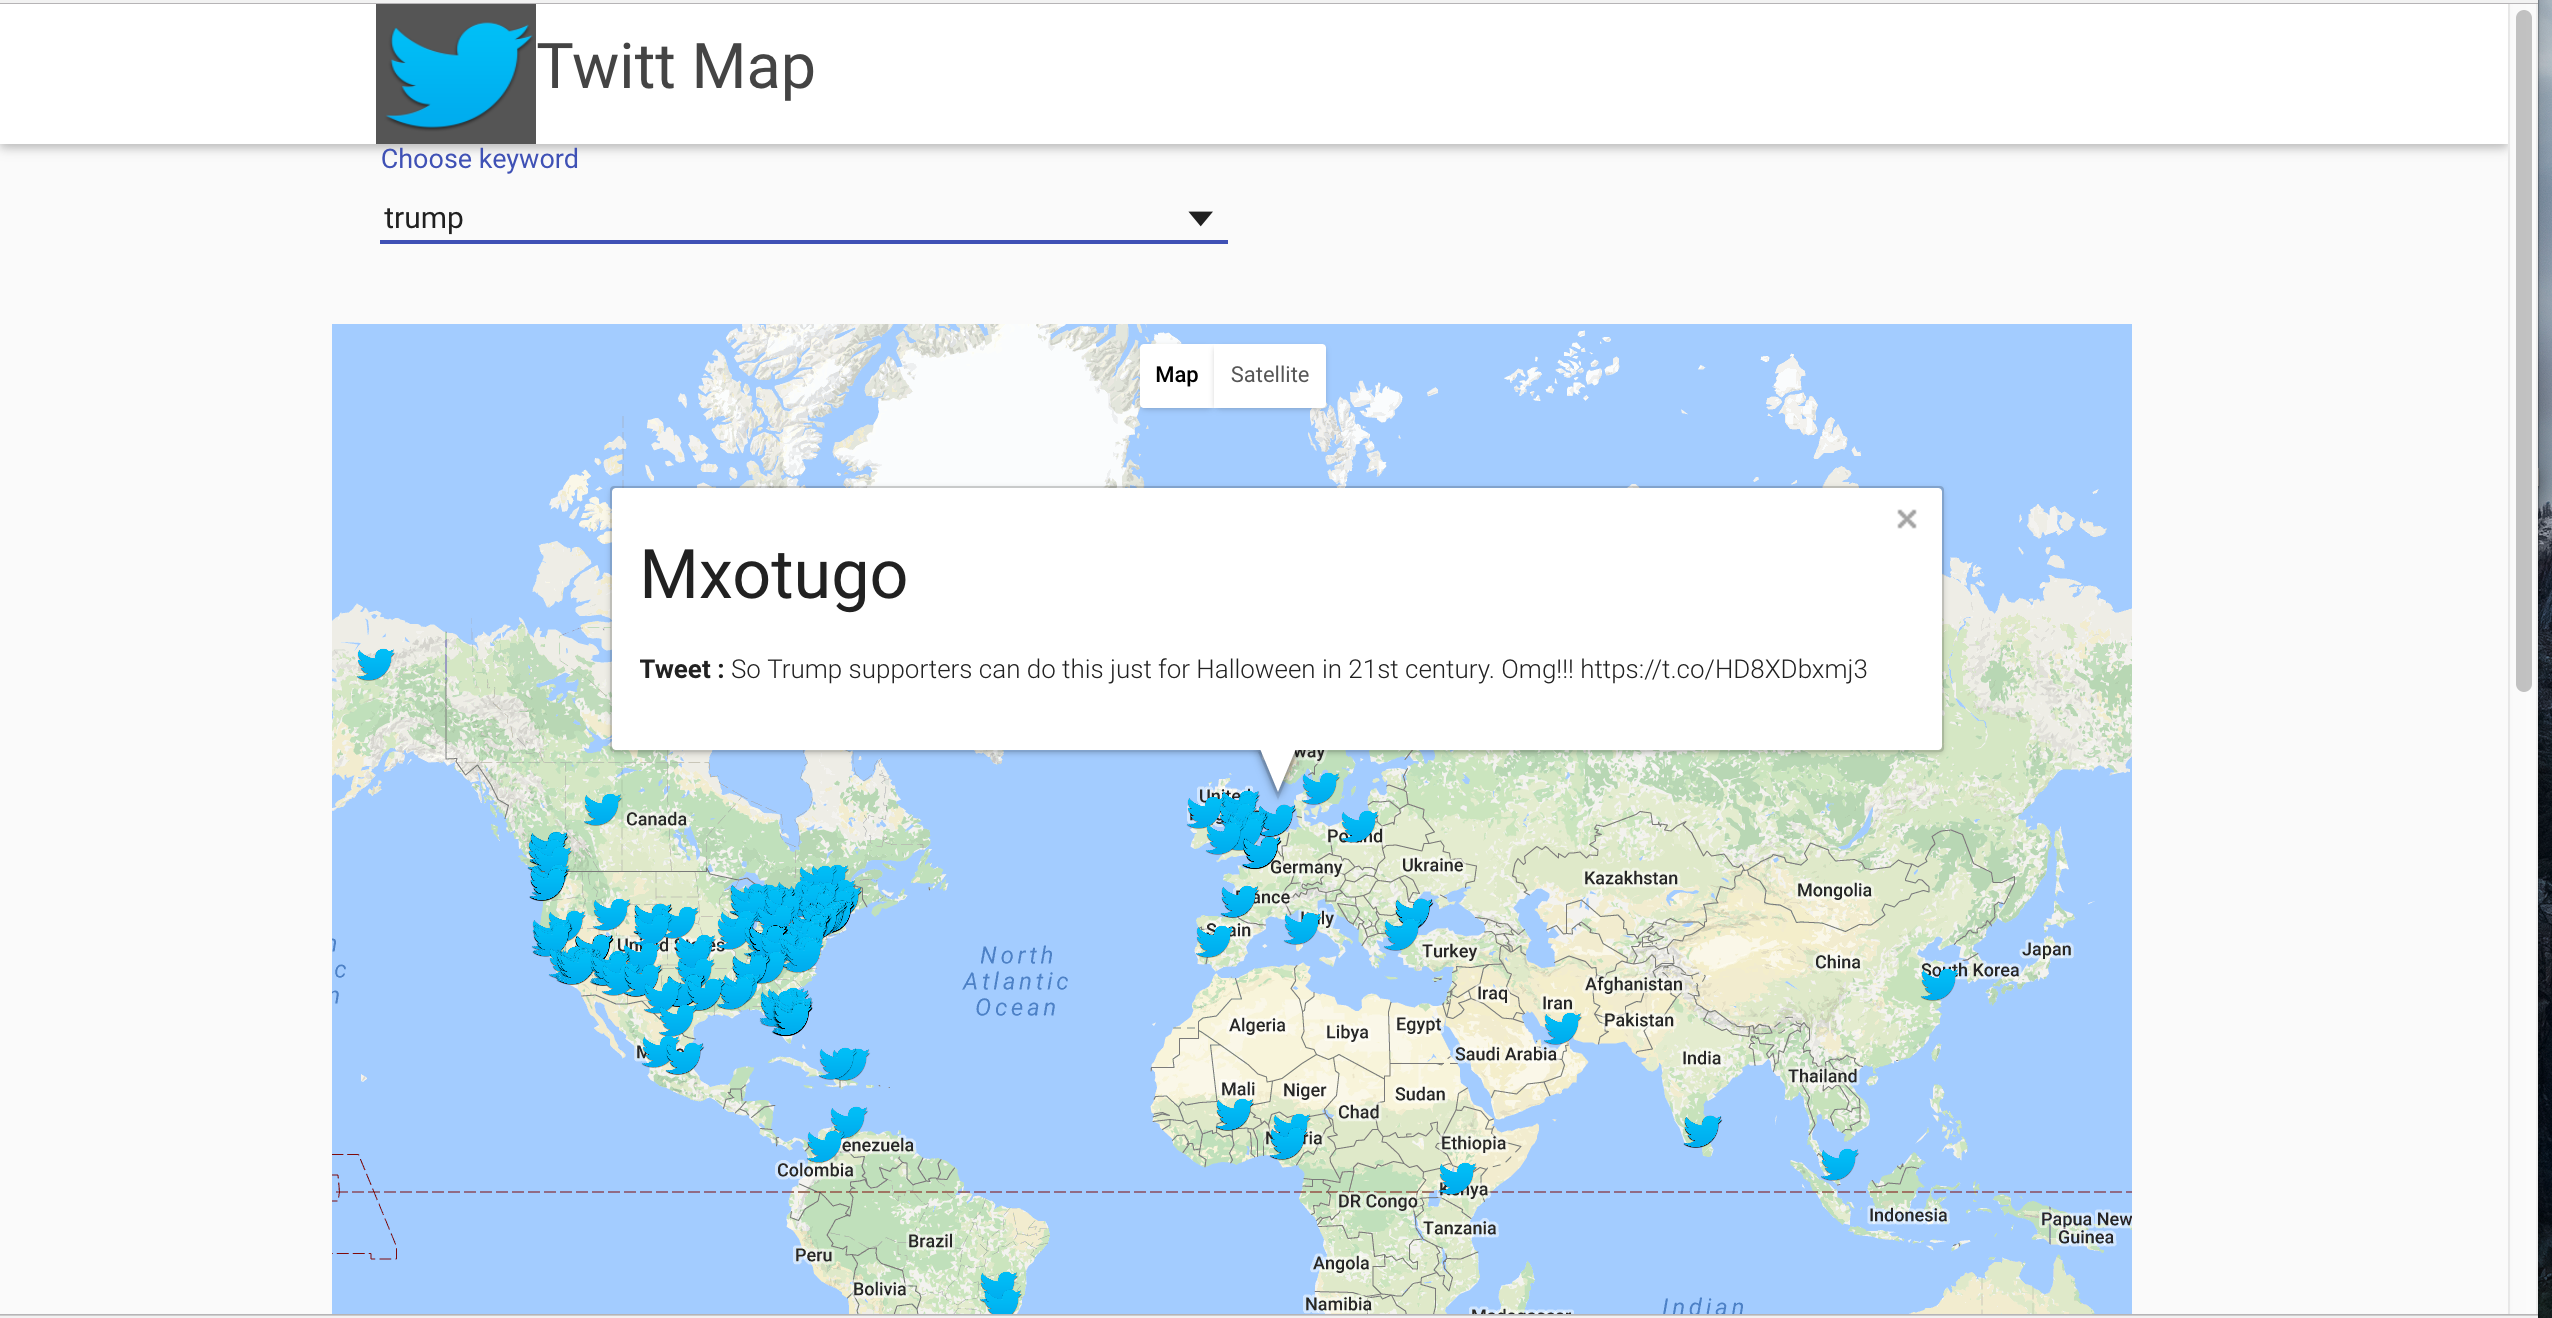 Twitt Map
Choose keyword
trump
Map Satellite
Mxotugo
Tweet : So Trump supporters can do this just for Halloween in 21st century. Omg!!! https://t.co/HD8XDbxmj3
Canada
Germany
Ukraine
Kazakhstan
Mongolia
North
Atlantic
Ocean
Turkey
China
Japan
South Korea
Iraq
Iran
Afghanistan
Pakistan
Algeria
Libya
Egypt
Saudi Arabia
India
Thailand
Mali
Niger
Chad
Sudan
Ethiopia
Colombia
DR Congo
Tanzania
Indonesia
Papua New
Guinea
Peru
Brazil
Bolivia
Angola
Namibia
Indian